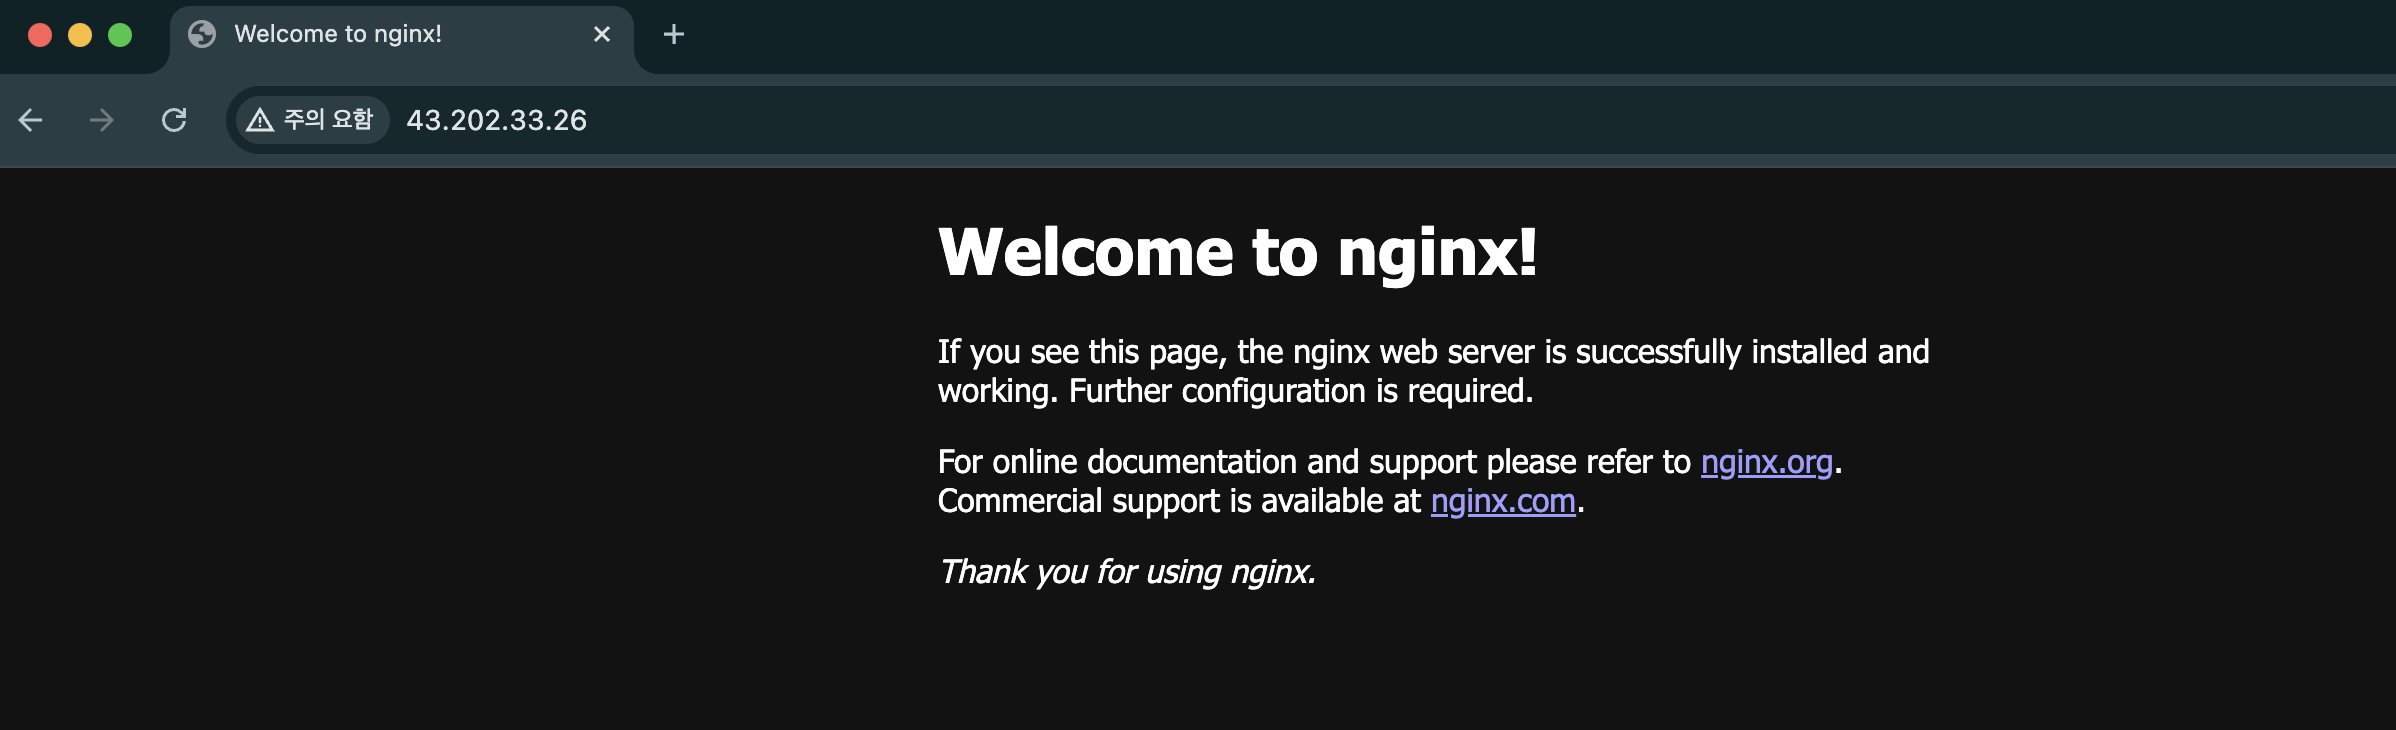 Welcome to nginx!
주의 요함 43.202.33.26
Welcome to nginx!
If you see this page, the nginx web server is successfully installed and
working. Further configuration is required.
For online documentation and support please refer to nginx.org.
Commercial support is available at nginx.com.
Thank you for using nginx.